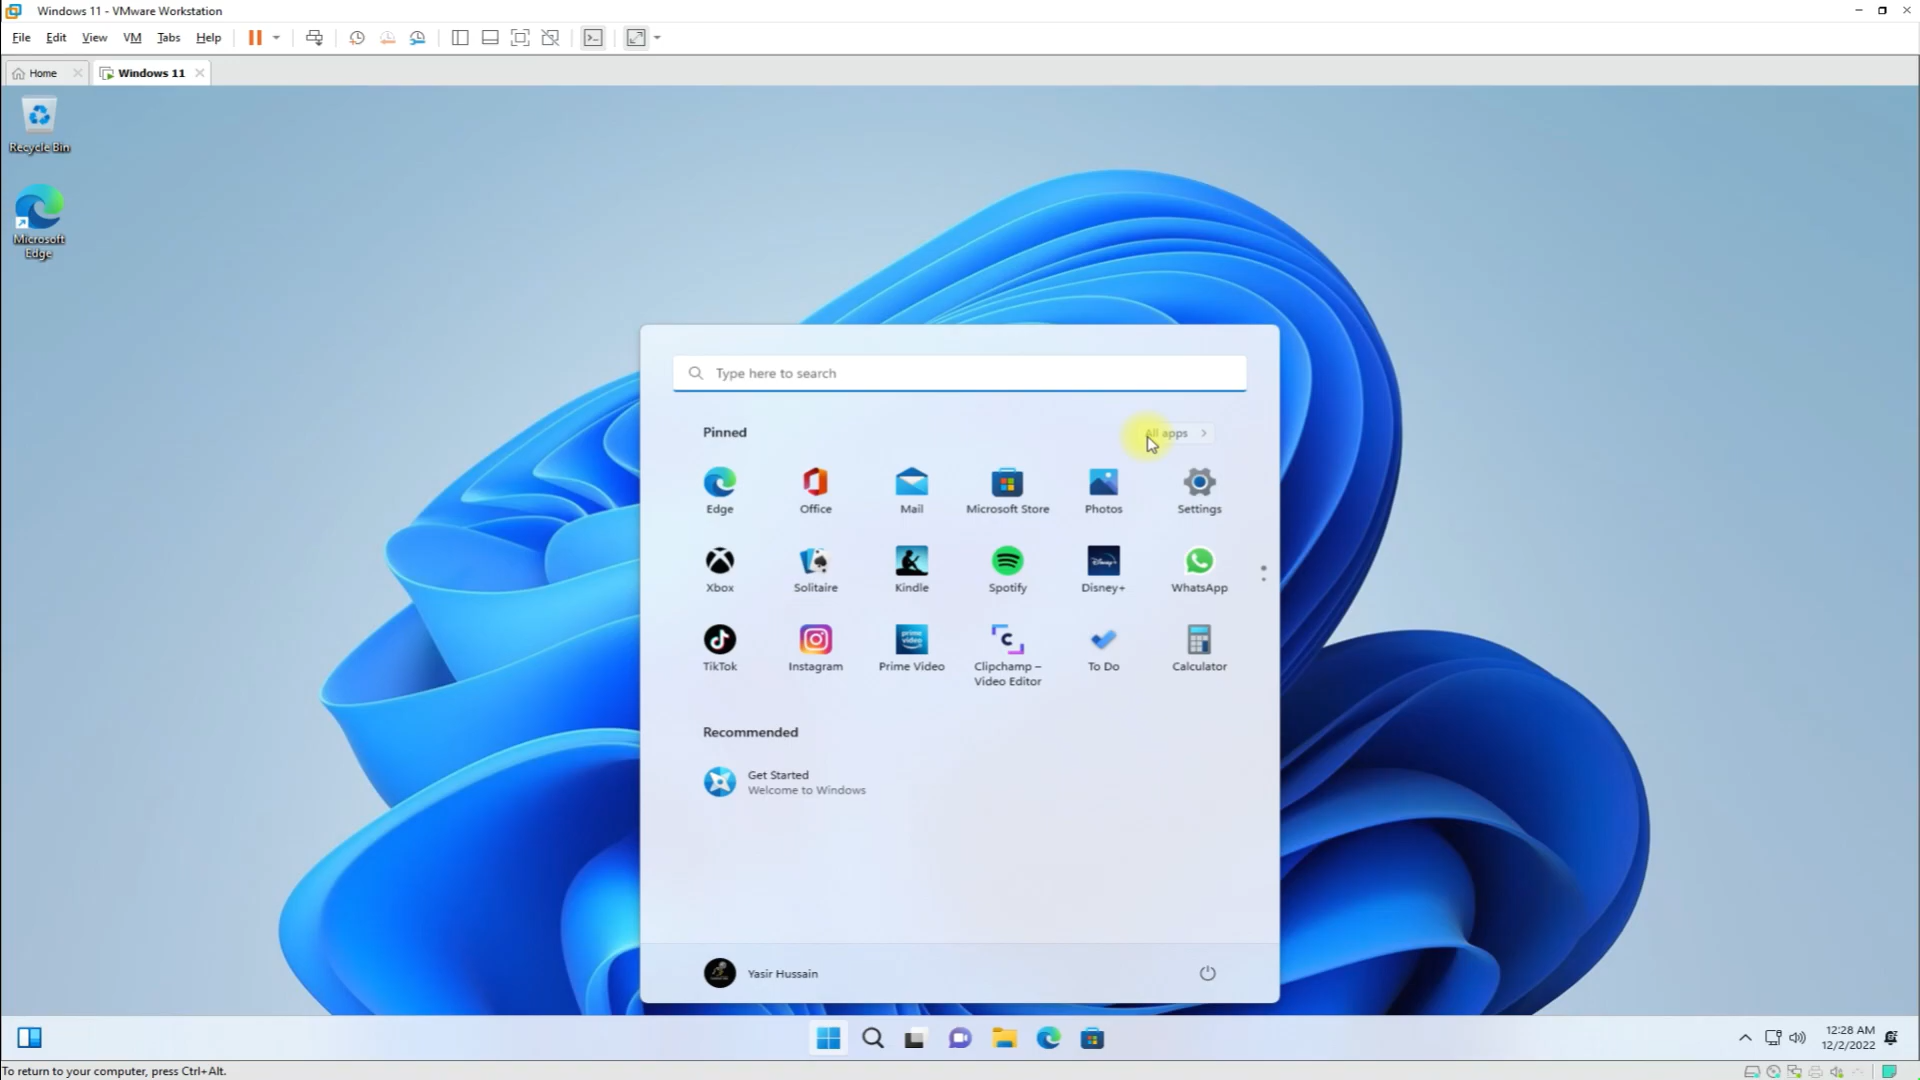 Windows 11 - VMware Workstation
File Edit View VM Tabs Help
Home
Windows 11
Recycle Bin
Microsoft
Edge
Type here to search
Pinned
All apps
Edge
Office
Mail
Microsoft Store
Photos
Settings
Xbox
Solitaire
Kindle
Spotify
Disney+
WhatsApp
TikTok
Instagram
prime
video
Prime Video
Clipchamp –
Video Editor
To Do
Calculator
Recommended
Get Started
Welcome to Windows
Yasir Hussain
12:28 AM
12/2/2022
To return to your computer, press Ctrl+Alt.